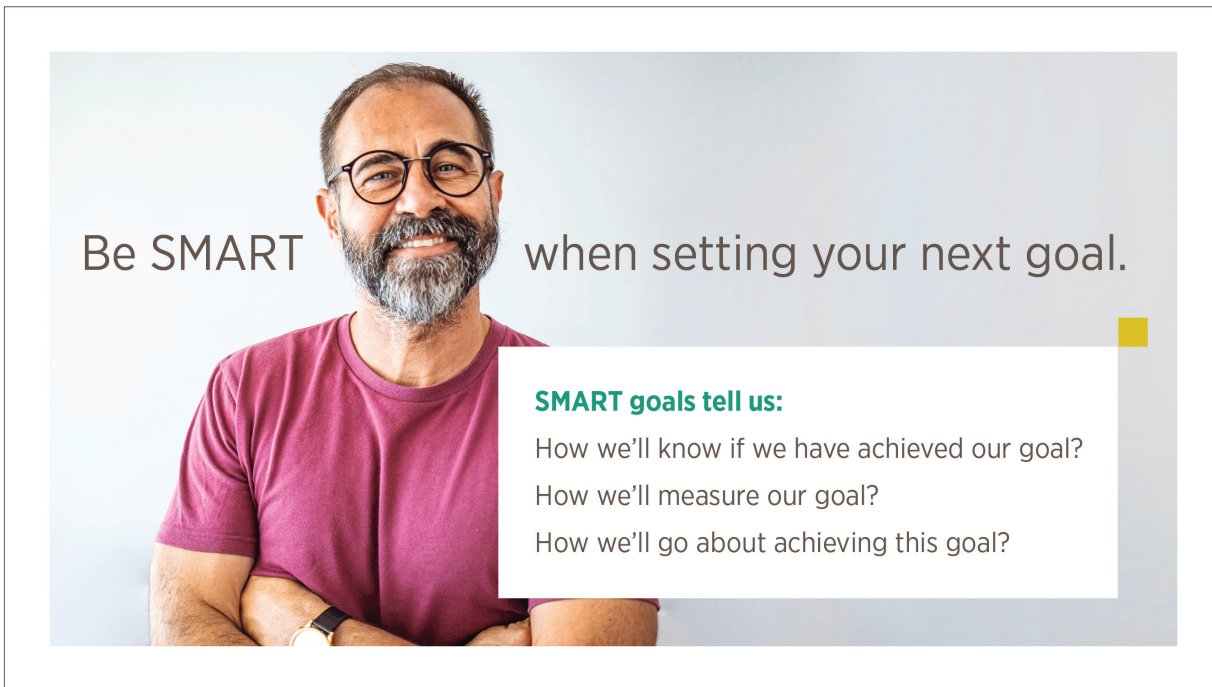 Be SMART when setting your next goal.
SMART goals tell us:
How we’ll know if we have achieved our goal?
How we’ll measure our goal?
How we’ll go about achieving this goal?